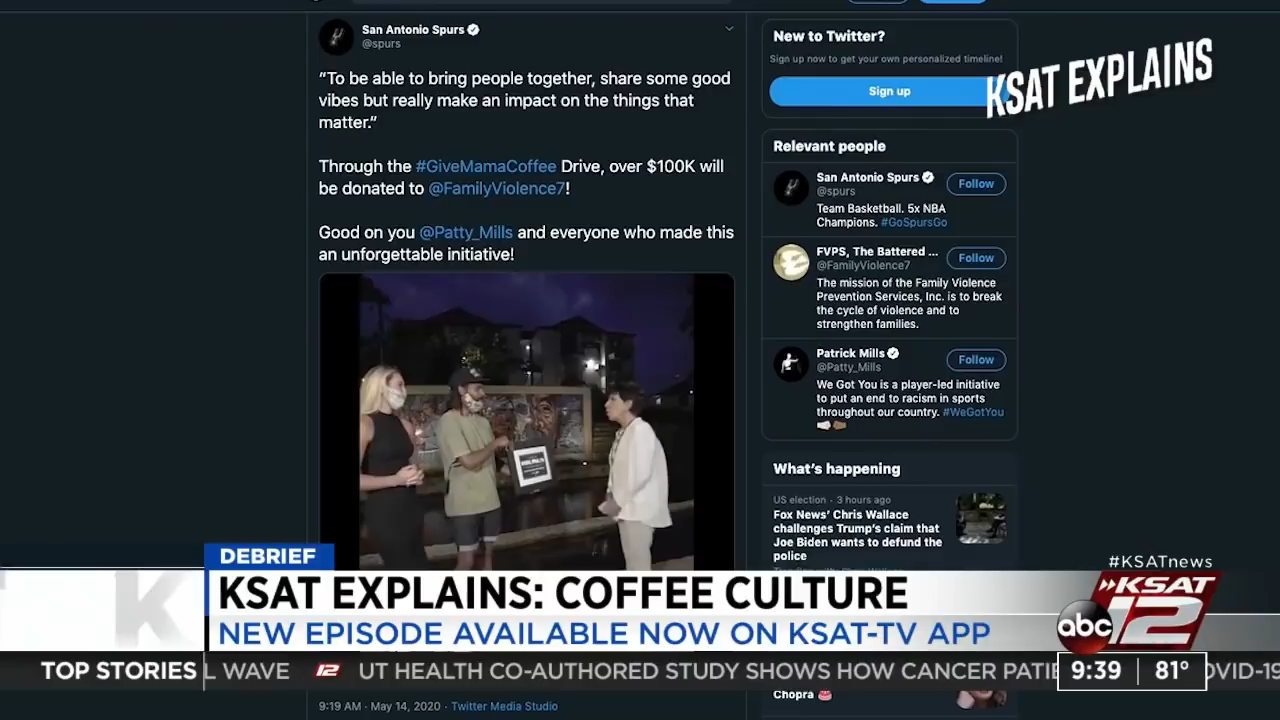 San Antonio Spurs
@spurs
“To be able to bring people together, share some good
vibes but really make an impact on the things that
matter.”
Through the #GiveMamaCoffee Drive, over $100K will
be donated to @FamilyViolence7!
Good on you @Patty_Mills and everyone who made this
an unforgettable initiative!
9:19 AM · May 14, 2020 · Twitter Media Studio
New to Twitter?
Sign up now to get your own personalized timeline!
Sign up
KSAT EXPLAINS
Relevant people
San Antonio Spurs
@spurs
Follow
Team Basketball. 5x NBA
Champions. #GoSpursGo
FVPS, The Battered ...
@FamilyViolence7
Follow
The mission of the Family Violence
Prevention Services, Inc. is to break
the cycle of violence and to
strengthen families.
Patrick Mills
@Patty_Mills
Follow
We Got You is a player-led initiative
to put an end to racism in sports
throughout our country. #WeGotYou
What’s happening
US election · 3 hours ago
Fox News’ Chris Wallace
challenges Trump’s claim that
Joe Biden wants to defund the
police
Chopra
#KSATnews
DEBRIEF
KSAT EXPLAINS: COFFEE CULTURE
NEW EPISODE AVAILABLE NOW ON KSAT-TV APP
abc
KSAT
12
TOP STORIES
L WAVE 12 UT HEALTH CO-AUTHORED STUDY SHOWS HOW CANCER PATIE
9:39 81°
OVID-19